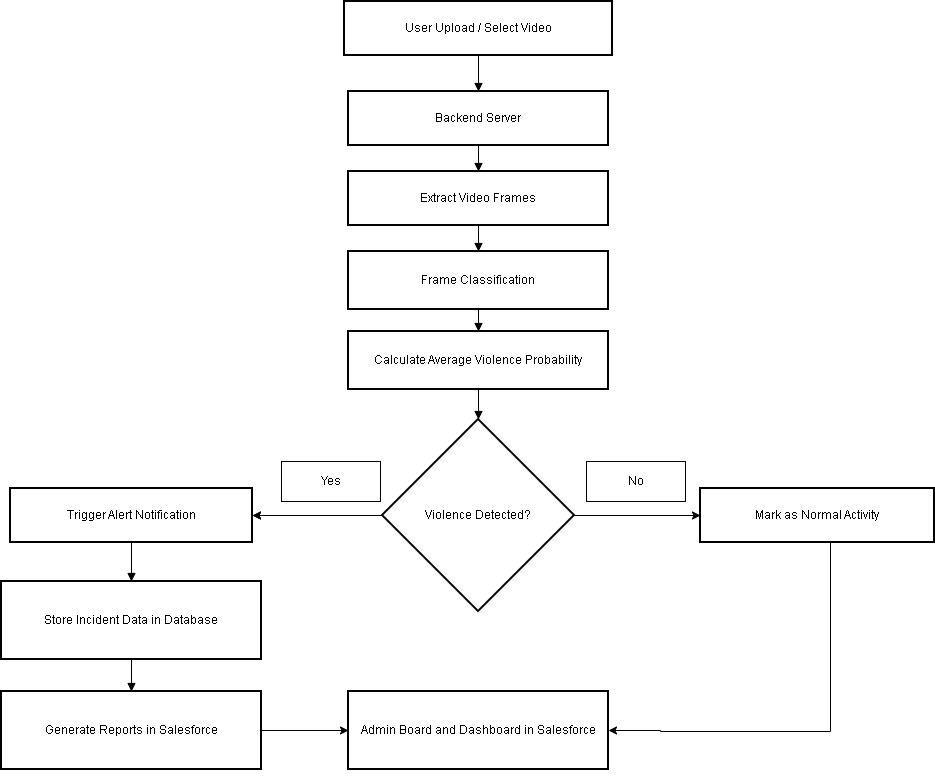 User Upload / Select Video
Backend Server
Extract Video Frames
Frame Classification
Calculate Average Violence Probability
Yes
No
Trigger Alert Notification
Violence Detected?
Mark as Normal Activity
Store Incident Data in Database
Generate Reports in Salesforce
Admin Board and Dashboard in Salesforce